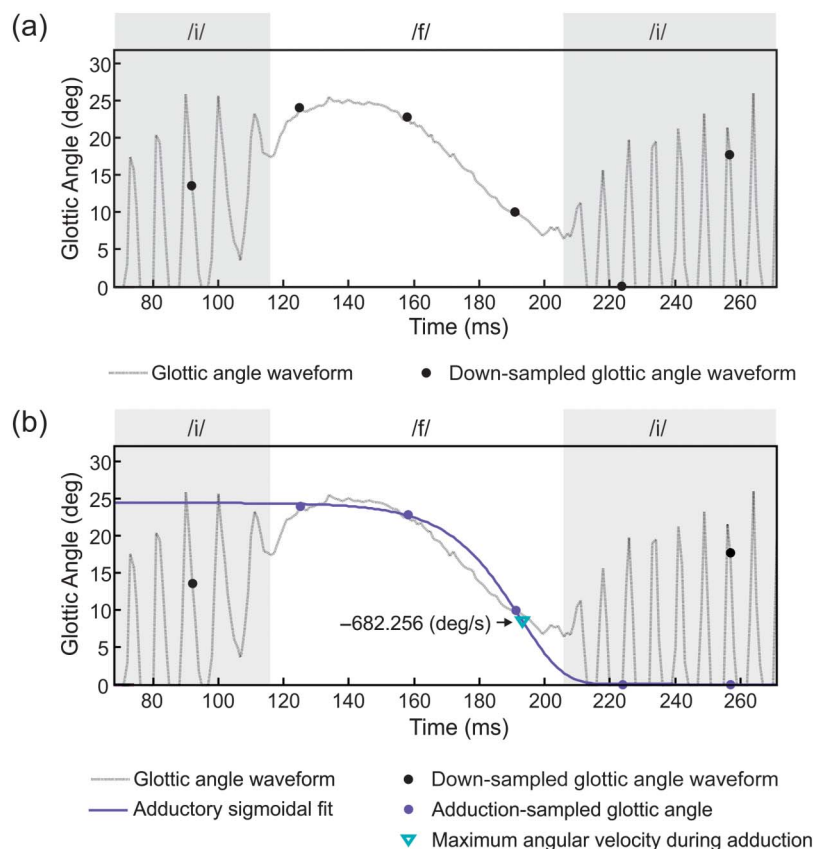 (a)
/i/ /f/ /i/
30
25
20
15
10
5
0
Glottic Angle (deg)
80 100 120 140 160 180 200 220 240 260
Time (ms)
Glottic angle waveform
Down-sampled glottic angle waveform
(b)
/i/ /f/ /i/
30
25
20
15
10
5
0
Glottic Angle (deg)
–682.256 (deg/s)
80 100 120 140 160 180 200 220 240 260
Time (ms)
Glottic angle waveform
Down-sampled glottic angle waveform
Adductory sigmoidal fit
Adduction-sampled glottic angle
Maximum angular velocity during adduction